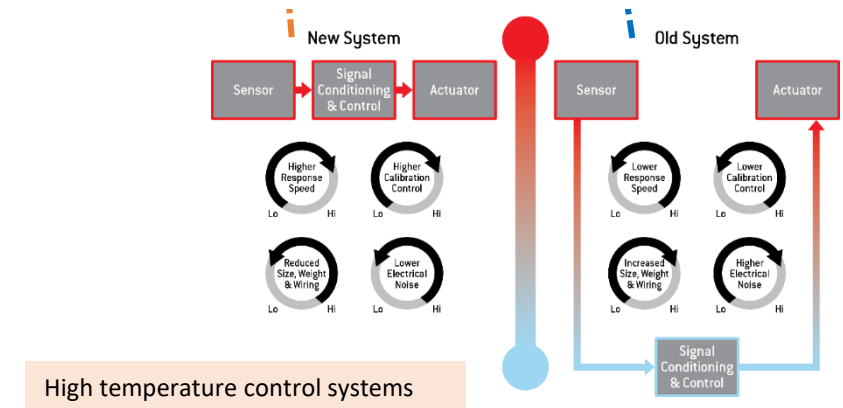 New System
Old System
Sensor
Signal
Conditioning
& Control
Actuator
Sensor
Actuator
Higher
Response
Speed
Lo Hi
Higher
Calibration
Control
Lo Hi
Lower
Response
Speed
Lo Hi
Lower
Calibration
Control
Lo Hi
Reduced
Size, Weight
& Wiring
Lo Hi
Lower
Electrical
Noise
Lo Hi
Increased
Size, Weight
& Wiring
Lo Hi
Higher
Electrical
Noise
Lo Hi
Signal
Conditioning
& Control
High temperature control systems